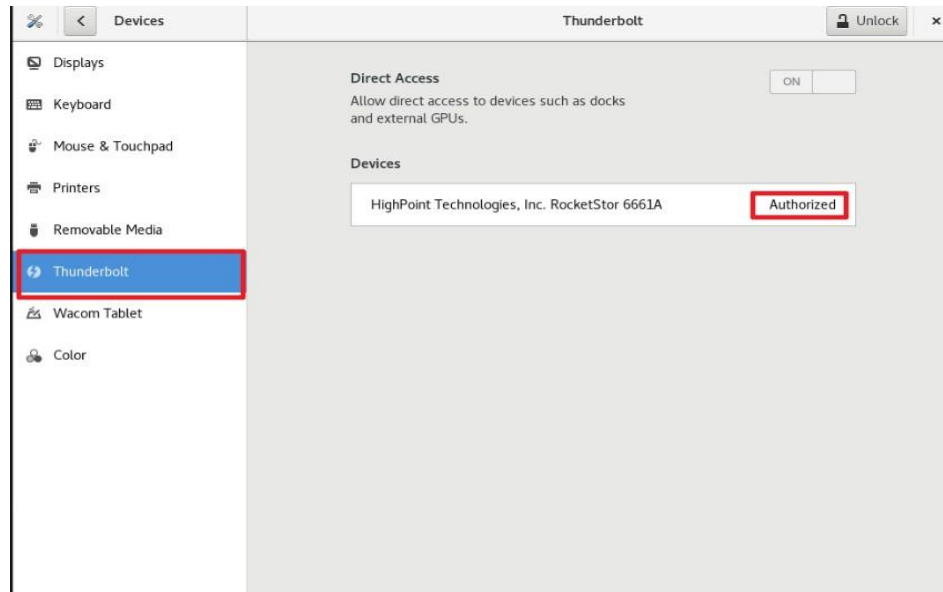 Devices
Thunderbolt
Unlock
Displays
Keyboard
Mouse & Touchpad
Printers
Removable Media
Thunderbolt
Wacom Tablet
Color
Direct Access
ON
Allow direct access to devices such as docks
and external GPUs.
Devices
HighPoint Technologies, Inc. RocketStor 6661A
Authorized